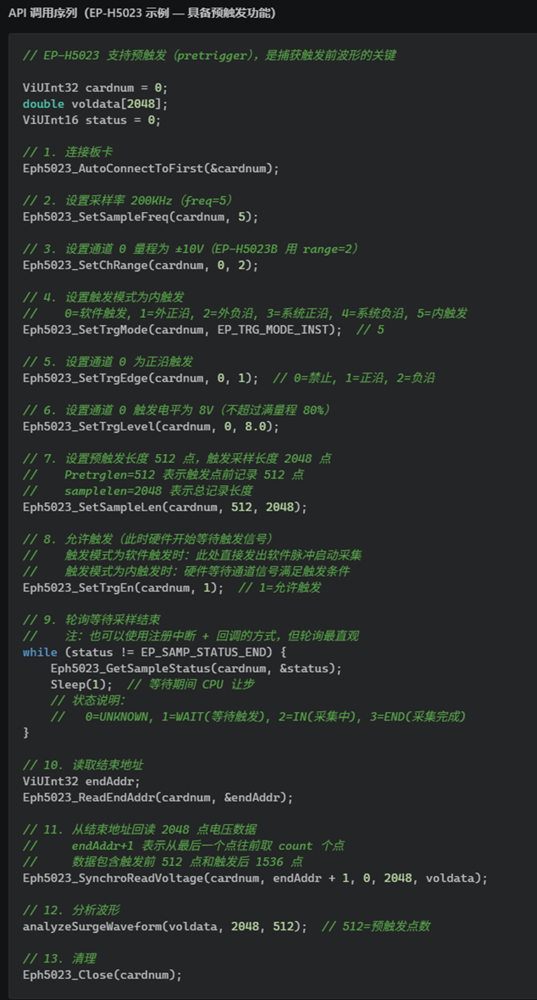 API 调用序列（EP-H5023 示例 — 具备预触发功能）
// EP-H5023 支持预触发（pretrigger），是捕获触发前波形的关键
ViUInt32 cardnum = 0;
double voldata[2048];
ViUInt16 status = 0;
// 1. 连接板卡
Eph5023_AutoConnectToFirst(&cardnum);
// 2. 设置采样率 200KHz（freq=5）
Eph5023_SetSampleFreq(cardnum, 5);
// 3. 设置通道 0 量程为 ±10V（EP-H5023B 用 range=2）
Eph5023_SetChRange(cardnum, 0, 2);
// 4. 设置触发模式为内触发
//    0=软件触发, 1=外正沿, 2=外负沿, 3=系统正沿, 4=系统负沿, 5=内触发
Eph5023_SetTrgMode(cardnum, EP_TRG_MODE_INST);  // 5
// 5. 设置通道 0 为正沿触发
Eph5023_SetTrgEdge(cardnum, 0, 1);  // 0=禁止, 1=正沿, 2=负沿
// 6. 设置通道 0 触发电平为 8V（不超过满量程 80%）
Eph5023_SetTrgLevel(cardnum, 0, 8.0);
// 7. 设置预触发长度 512 点，触发采样长度 2048 点
//    Pretrglen=512 表示触发点前记录 512 点
//    samplelen=2048 表示总记录长度
Eph5023_SetSampleLen(cardnum, 512, 2048);
// 8. 允许触发（此时硬件开始等待触发信号）
//    触发模式为软件触发时：此处直接发出软件脉冲启动采集
//    触发模式为内触发时：硬件等待通道信号满足触发条件
Eph5023_SetTrgEn(cardnum, 1);  // 1=允许触发
// 9. 轮询等待采样结束
//    注：也可以使用注册中断 + 回调的方式，但轮询最直观
while (status != EP_SAMP_STATUS_END) {
    Eph5023_GetSampleStatus(cardnum, &status);
    Sleep(1);  // 等待期间 CPU 让步
    // 状态说明：
    //   0=UNKNOWN, 1=WAIT(等待触发), 2=IN(采集中), 3=END(采集完成)
}
// 10. 读取结束地址
ViUInt32 endAddr;
Eph5023_ReadEndAddr(cardnum, &endAddr);
// 11. 从结束地址回读 2048 点电压数据
//     endAddr+1 表示从最后一个点往前取 count 个点
//     数据包含触发前 512 点和触发后 1536 点
Eph5023_SynchroReadVoltage(cardnum, endAddr + 1, 0, 2048, voldata);
// 12. 分析波形
analyzeSurgeWaveform(voldata, 2048, 512);  // 512=预触发点数
// 13. 清理
Eph5023_Close(cardnum);